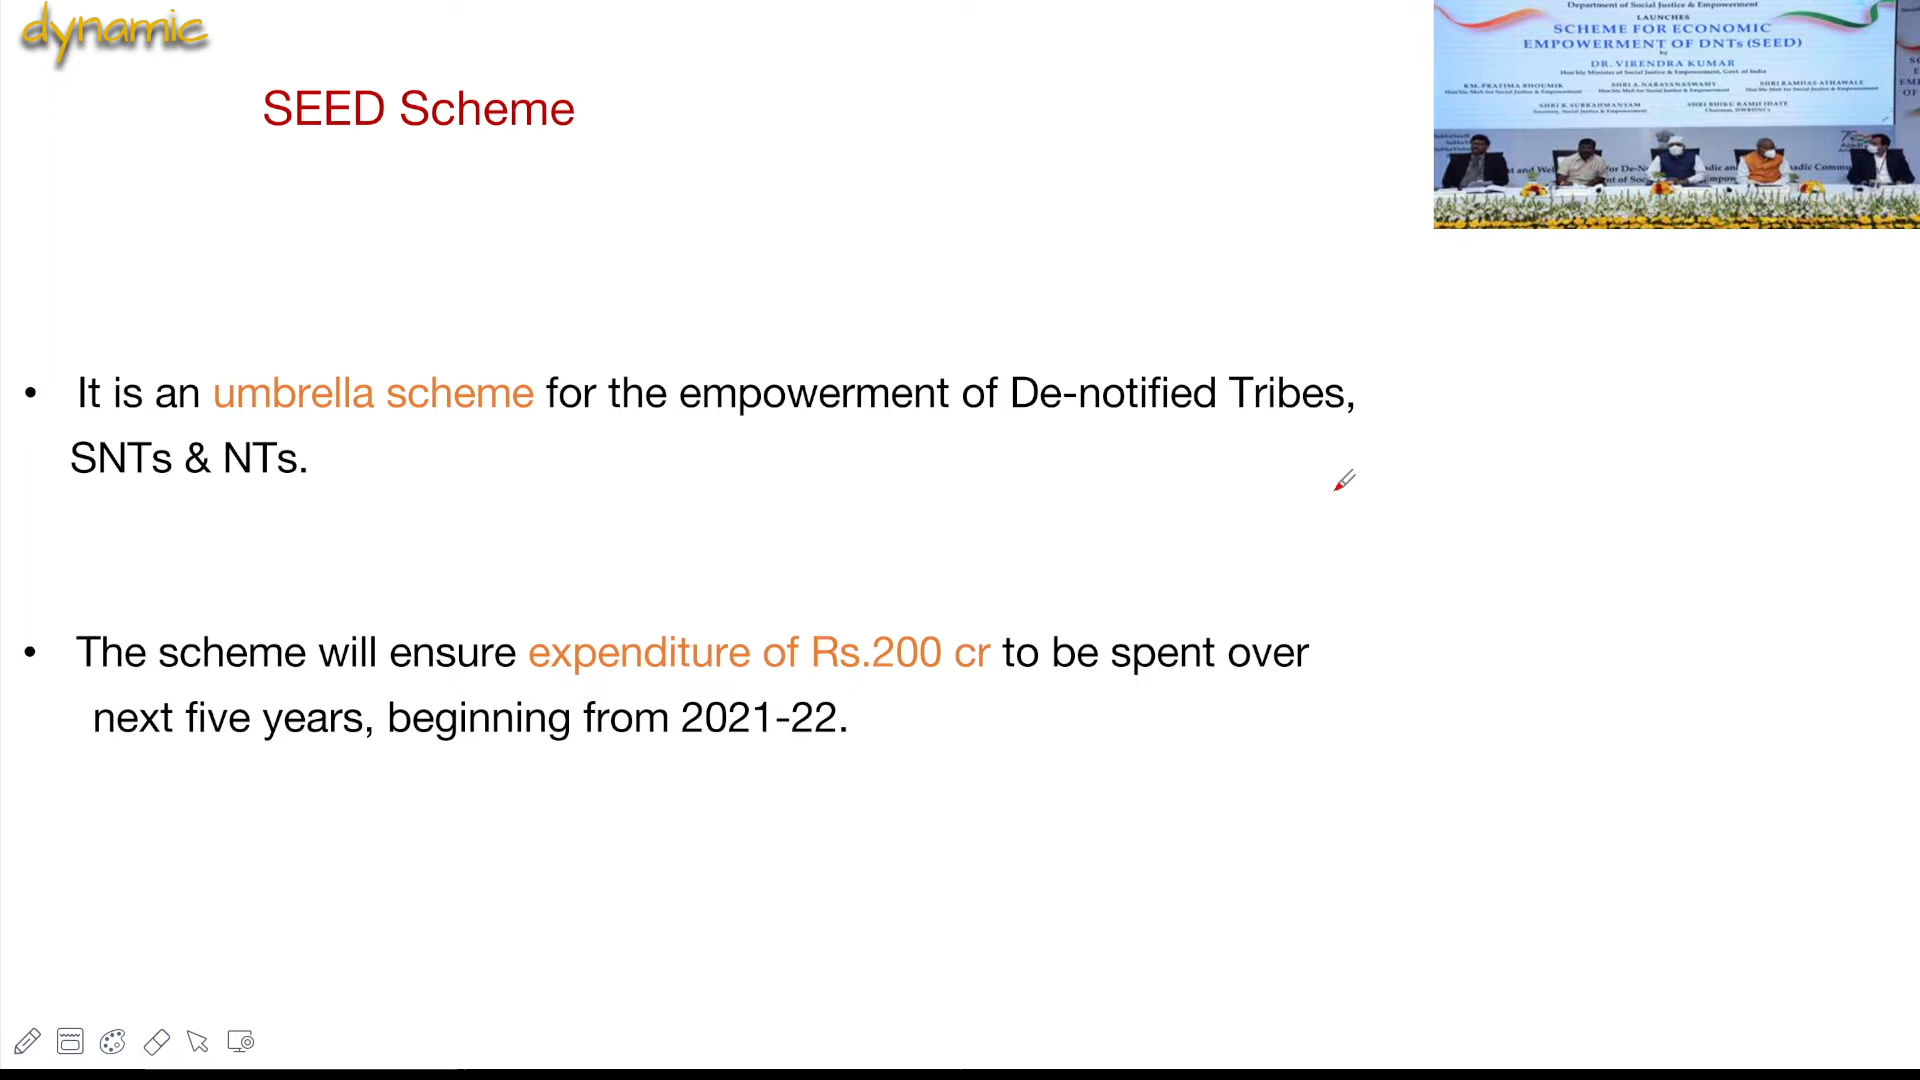 dynamic
SEED Scheme
Department of Social Justice & Empowerment
LAUNCHES
SCHEME FOR ECONOMIC
EMPOWERMENT OF DNTs (SEED)
by
DR. VIRENDRA KUMAR
Hon'ble Minister of Social Justice & Empowerment, Govt. of India
KM. PRATIMA BHOUMIK
Hon'ble MoS for Social Justice & Empowerment
SHRI A. NARAYANASWAMY
Hon'ble MoS for Social Justice & Empowerment
SHRI RAMDAS ATHAWALE
Hon'ble MoS for Social Justice & Empowerment
SHRI R. SUBRAHMANYAM
Secretary, Social Justice & Empowerment
SHRI BHIKU RAMJI IDATE
Chairman, DWBDNCs
• It is an umbrella scheme for the empowerment of De-notified Tribes,
SNTs & NTs.
• The scheme will ensure expenditure of Rs.200 cr to be spent over
next five years, beginning from 2021-22.